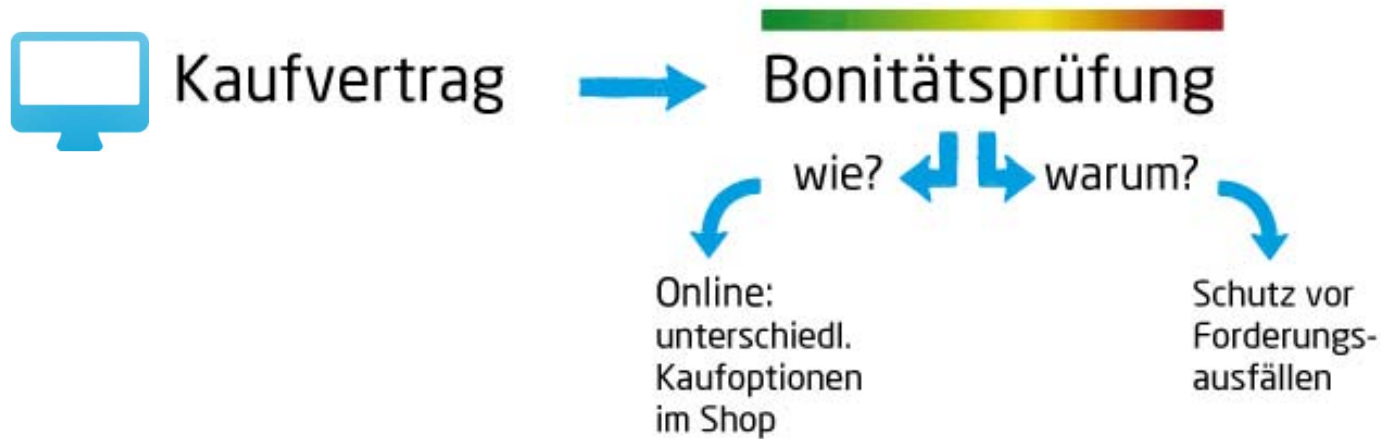 Kaufvertrag
Bonitätsprüfung
wie?
warum?
Online:
unterschiedl.
Kaufoptionen
im Shop
Schutz vor
Forderungs-
ausfällen